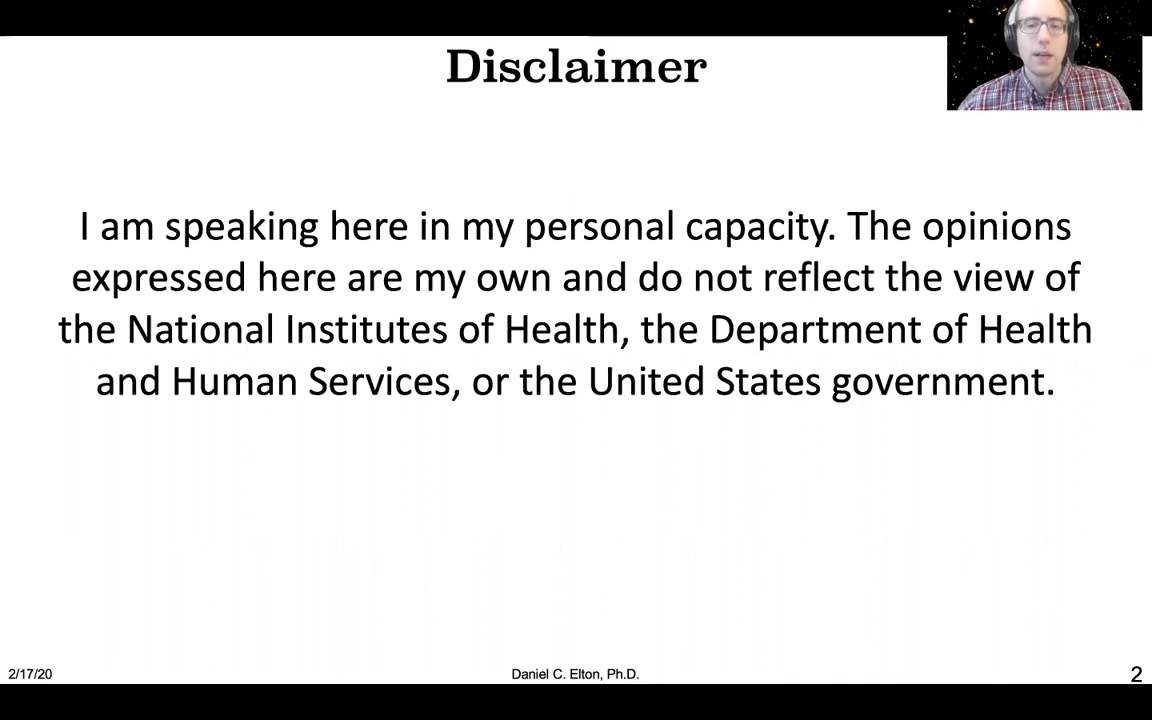 Disclaimer
I am speaking here in my personal capacity. The opinions
expressed here are my own and do not reflect the view of
the National Institutes of Health, the Department of Health
and Human Services, or the United States government.
2/17/20
Daniel C. Elton, Ph.D.
2